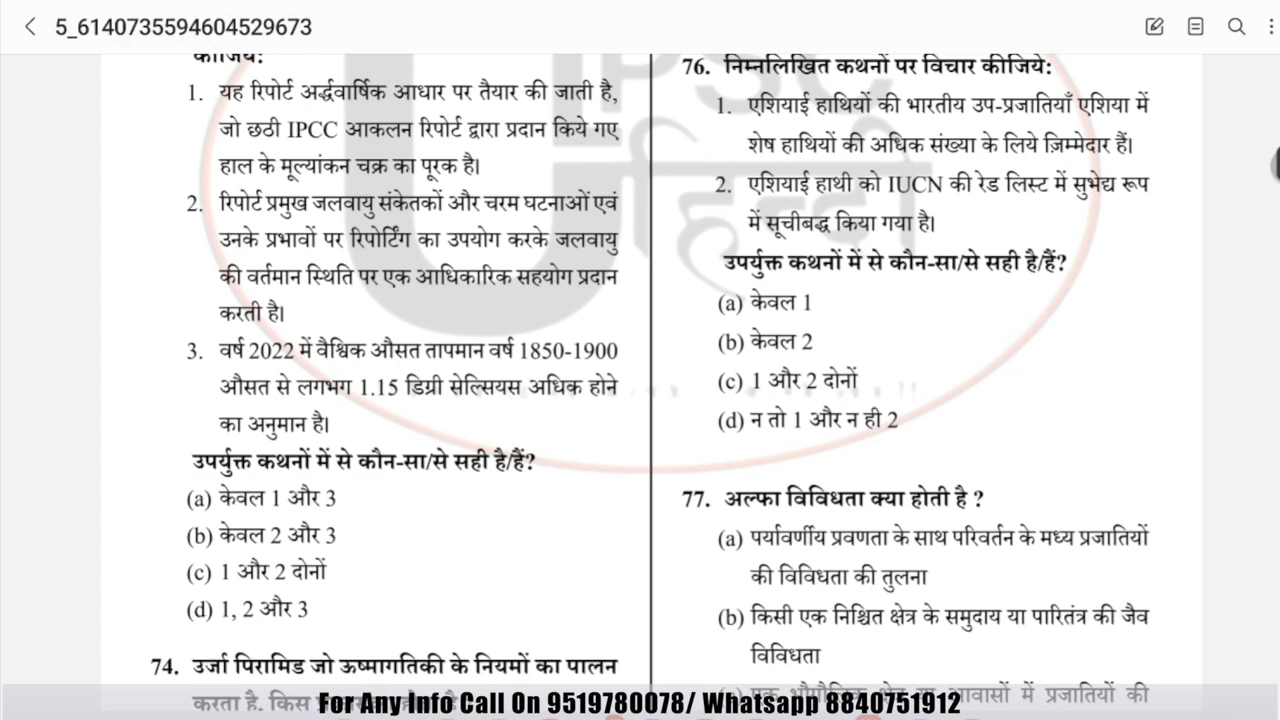 5_6140735594604529673
कीजिये:
1. यह रिपोर्ट अर्द्धवार्षिक आधार पर तैयार की जाती है,
जो छठी IPCC आकलन रिपोर्ट द्वारा प्रदान किये गए
हाल के मूल्यांकन चक्र का पूरक है।
2. रिपोर्ट प्रमुख जलवायु संकेतकों और चरम घटनाओं एवं
उनके प्रभावों पर रिपोर्टिंग का उपयोग करके जलवायु
की वर्तमान स्थिति पर एक आधिकारिक सहयोग प्रदान
करती है।
3. वर्ष 2022 में वैश्विक औसत तापमान वर्ष 1850-1900
औसत से लगभग 1.15 डिग्री सेल्सियस अधिक होने
का अनुमान है।
उपर्युक्त कथनों में से कौन-सा/से सही है/हैं?
(a) केवल 1 और 3
(b) केवल 2 और 3
(c) 1 और 2 दोनों
(d) 1, 2 और 3
74. उर्जा पिरामिड जो ऊष्मागतिकी के नियमों का पालन
करता है, किस
76. निम्नलिखित कथनों पर विचार कीजिये:
1. एशियाई हाथियों की भारतीय उप-प्रजातियाँ एशिया में
शेष हाथियों की अधिक संख्या के लिये ज़िम्मेदार हैं।
2. एशियाई हाथी को IUCN की रेड लिस्ट में सुभेद्य रूप
में सूचीबद्ध किया गया है।
उपर्युक्त कथनों में से कौन-सा/से सही है/हैं?
(a) केवल 1
(b) केवल 2
(c) 1 और 2 दोनों
(d) न तो 1 और न ही 2
77. अल्फा विविधता क्या होती है ?
(a) पर्यावर्णीय प्रवणता के साथ परिवर्तन के मध्य प्रजातियों
की विविधता की तुलना
(b) किसी एक निश्चित क्षेत्र के समुदाय या पारितंत्र की जैव
विविधता
आवासों में प्रजातियों की
For Any Info Call On 9519780078/ Whatsapp 8840751912
हिन्दी